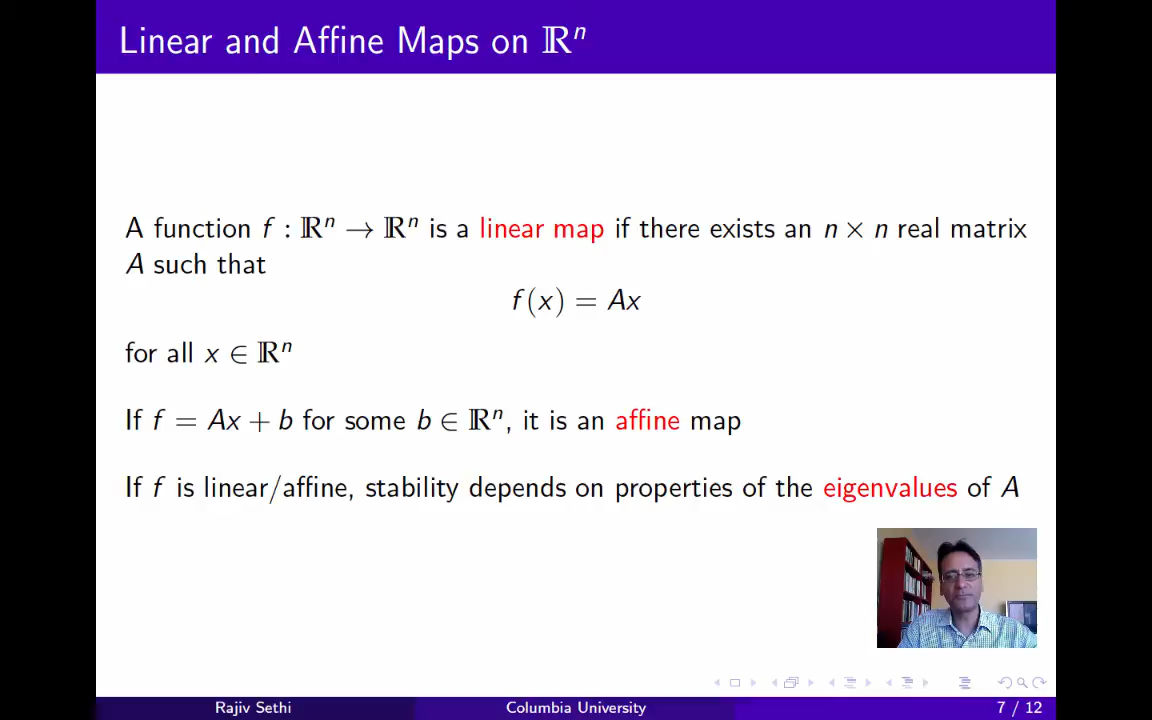 Linear and Affine Maps on ℝⁿ
A function f : ℝⁿ → ℝⁿ is a linear map if there exists an n × n real matrix
A such that
f(x) = Ax
for all x ∈ ℝⁿ
If f = Ax + b for some b ∈ ℝⁿ, it is an affine map
If f is linear/affine, stability depends on properties of the eigenvalues of A
Rajiv Sethi
Columbia University
7 / 12